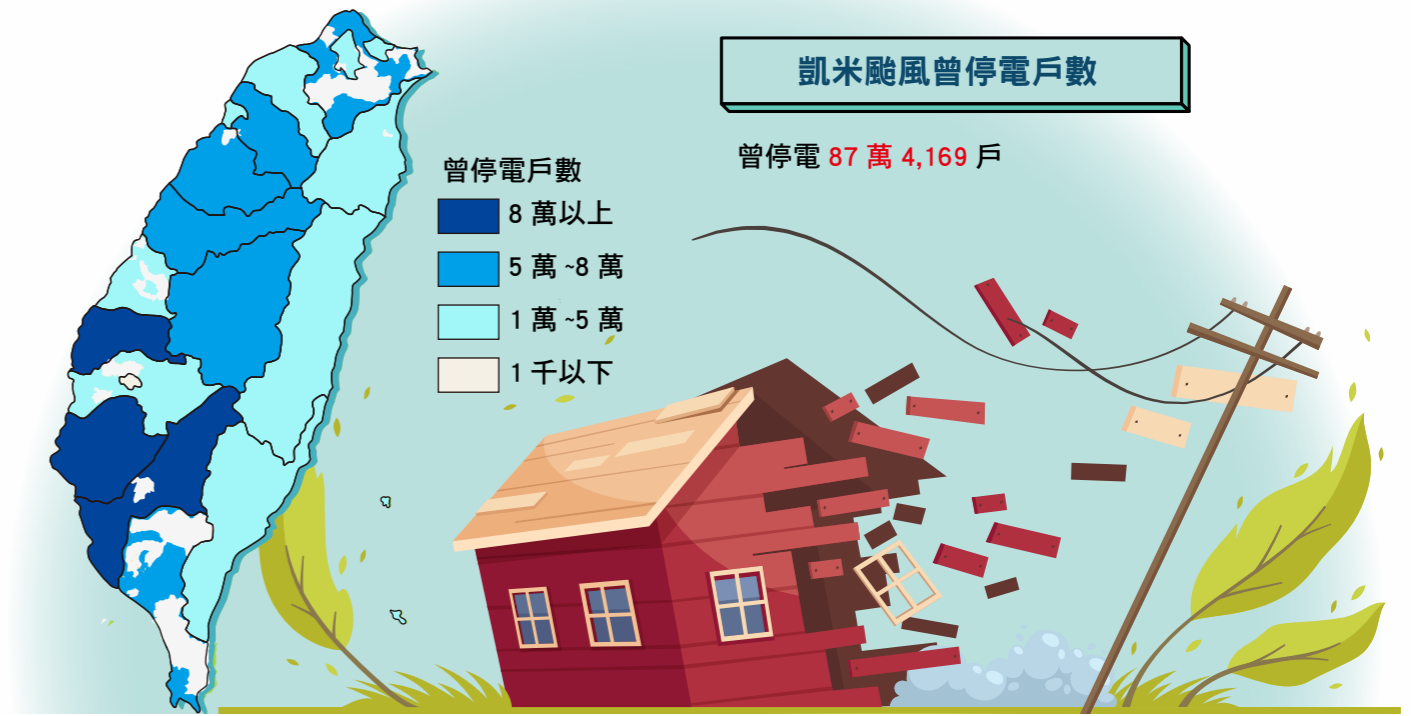 凱米颱風曾停電戶數
曾停電 87 萬 4,169 戶
曾停電戶數
8 萬以上
5 萬 ~8 萬
1 萬 ~5 萬
1 千以下